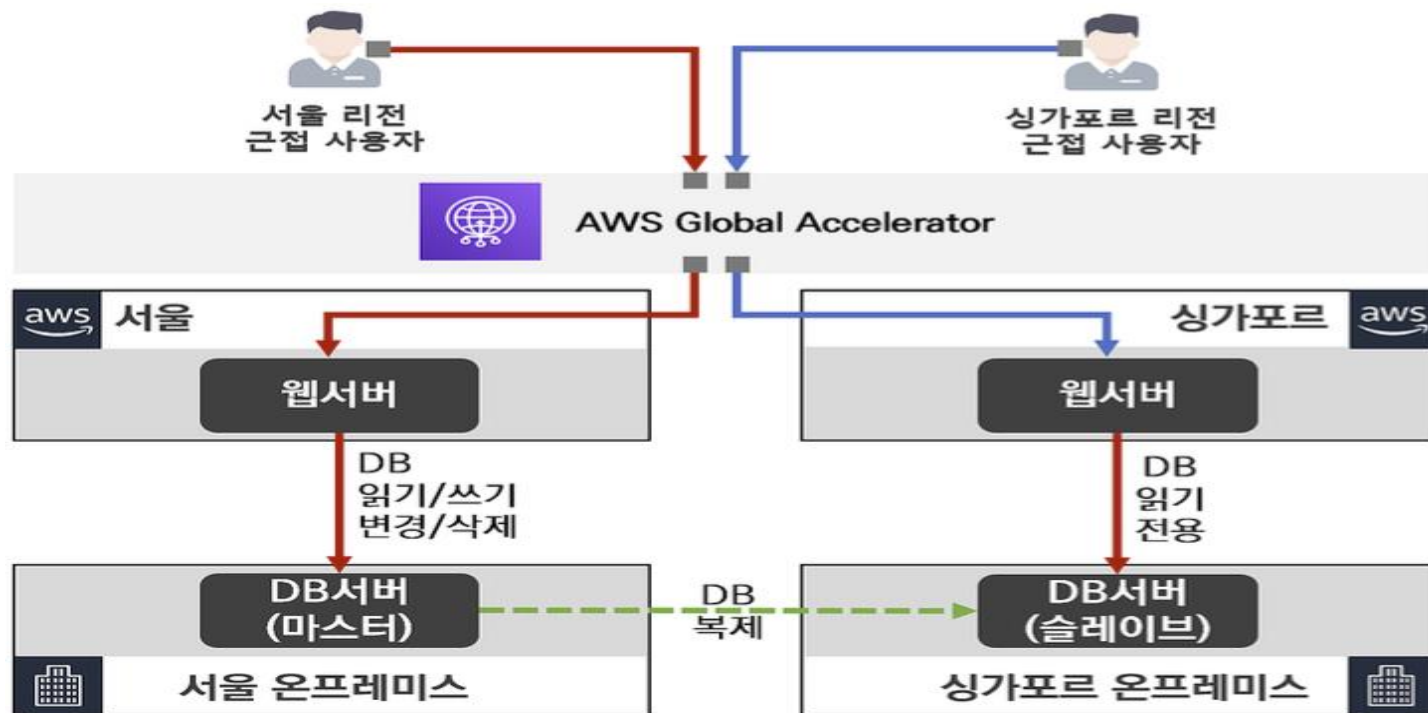 서울 리전
근접 사용자
싱가포르 리전
근접 사용자
AWS Global Accelerator
aws 서울
싱가포르 aws
웹서버
웹서버
DB
읽기/쓰기
변경/삭제
DB
읽기
전용
DB서버
(마스터)
DB
복제
DB서버
(슬레이브)
서울 온프레미스
싱가포르 온프레미스